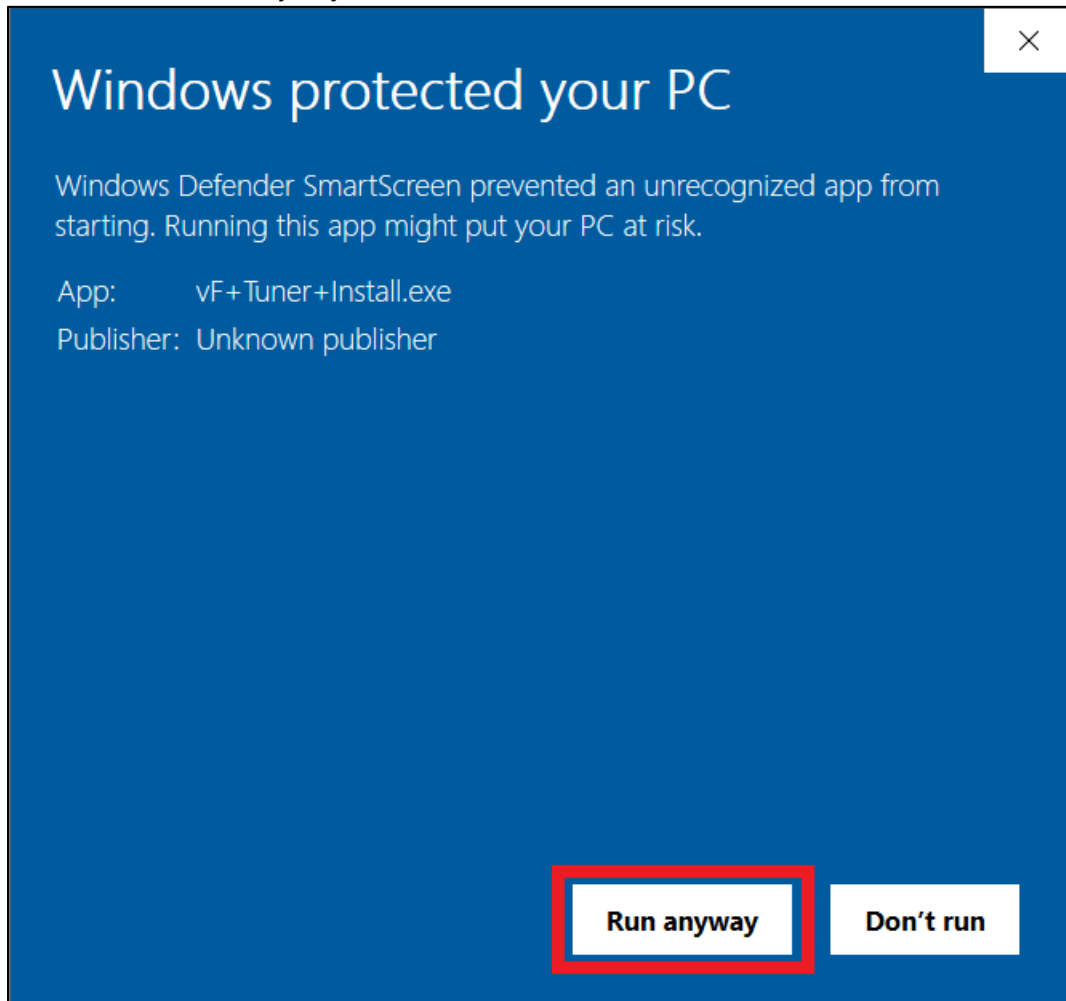 Windows protected your PC
Windows Defender SmartScreen prevented an unrecognized app from
starting. Running this app might put your PC at risk.
App: vF+Tuner+Install.exe
Publisher: Unknown publisher
Run anyway Don't run